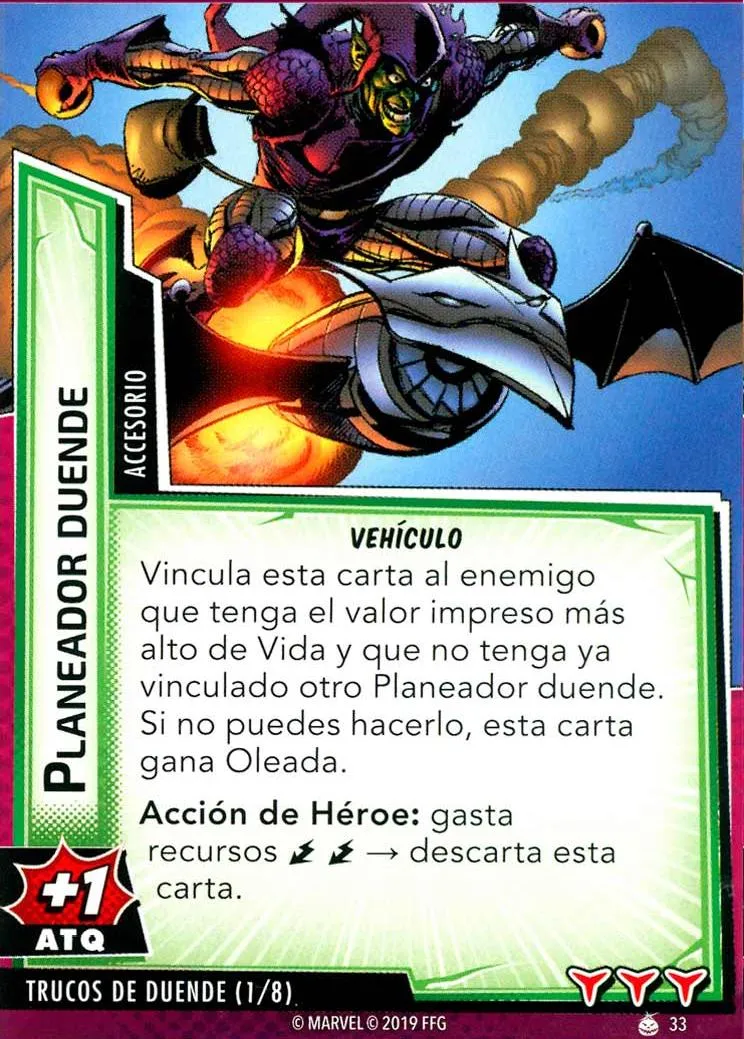 PLANEADOR DUENDE
ACCESORIO
VEHÍCULO
Vincula esta carta al enemigo
que tenga el valor impreso más
alto de Vida y que no tenga ya
vinculado otro Planeador duende.
Si no puedes hacerlo, esta carta
gana Oleada.
Acción de Héroe: gasta
recursos → descarta esta
carta.
+1
ATQ
TRUCOS DE DUENDE (1/8)
© MARVEL © 2019 FFG
33